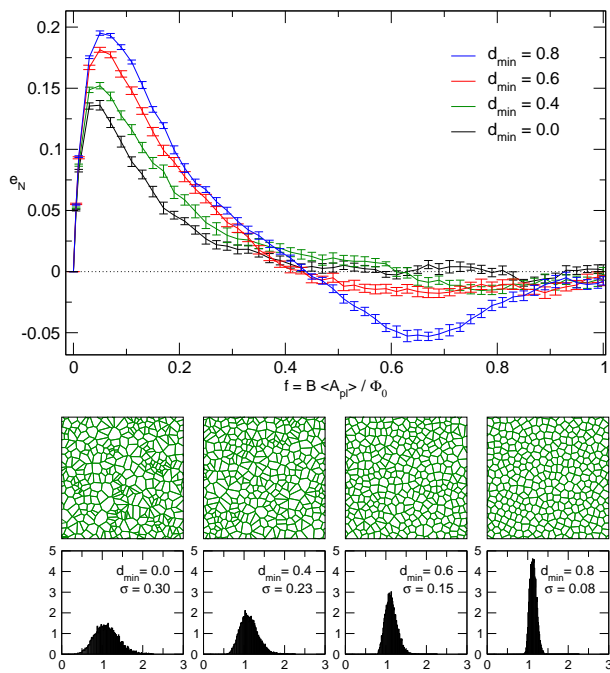 0.2
0.15
0.1
0.05
0
-0.05
e_N
d_min = 0.8
d_min = 0.6
d_min = 0.4
d_min = 0.0
0 0.2 0.4 0.6 0.8 1
f = B <A_pl> / Φ_0
5 5 5 5
4 4 4 4
3 3 3 3
2 2 2 2
1 1 1 1
0 0 0 0
d_min = 0.0 d_min = 0.4 d_min = 0.6 d_min = 0.8
σ = 0.30 σ = 0.23 σ = 0.15 σ = 0.08
0 1 2 3 0 1 2 3 0 1 2 3 0 1 2 3